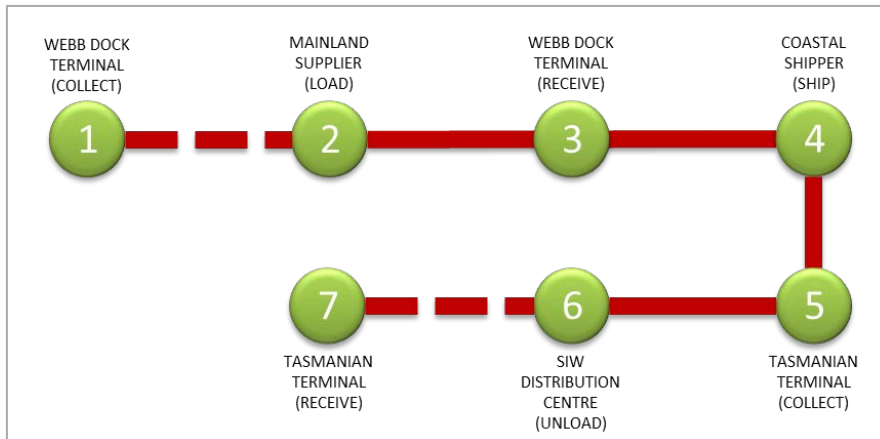 WEBB DOCK
TERMINAL
(COLLECT)
MAINLAND
SUPPLIER
(LOAD)
WEBB DOCK
TERMINAL
(RECEIVE)
COASTAL
SHIPPER
(SHIP)
1
2
3
4
7
6
5
TASMANIAN
TERMINAL
(RECEIVE)
SIW
DISTRIBUTION
CENTRE
(UNLOAD)
TASMANIAN
TERMINAL
(COLLECT)